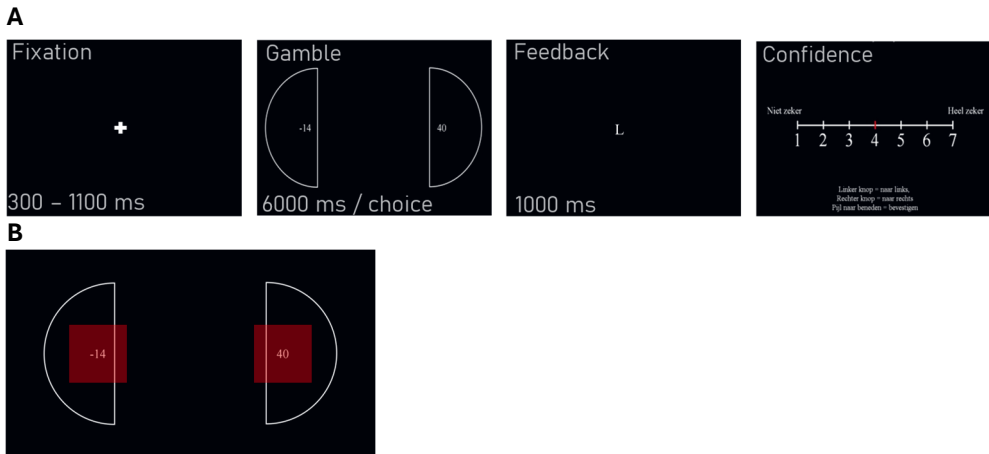 A
Fixation
300 – 1100 ms
Gamble
-14
40
6000 ms / choice
Feedback
L
1000 ms
Confidence
Niet zeker
Heel zeker
1 2 3 4 5 6 7
Linker knop = naar links,
Rechter knop = naar rechts
Pijl naar beneden = bevestigen
B
-14
40